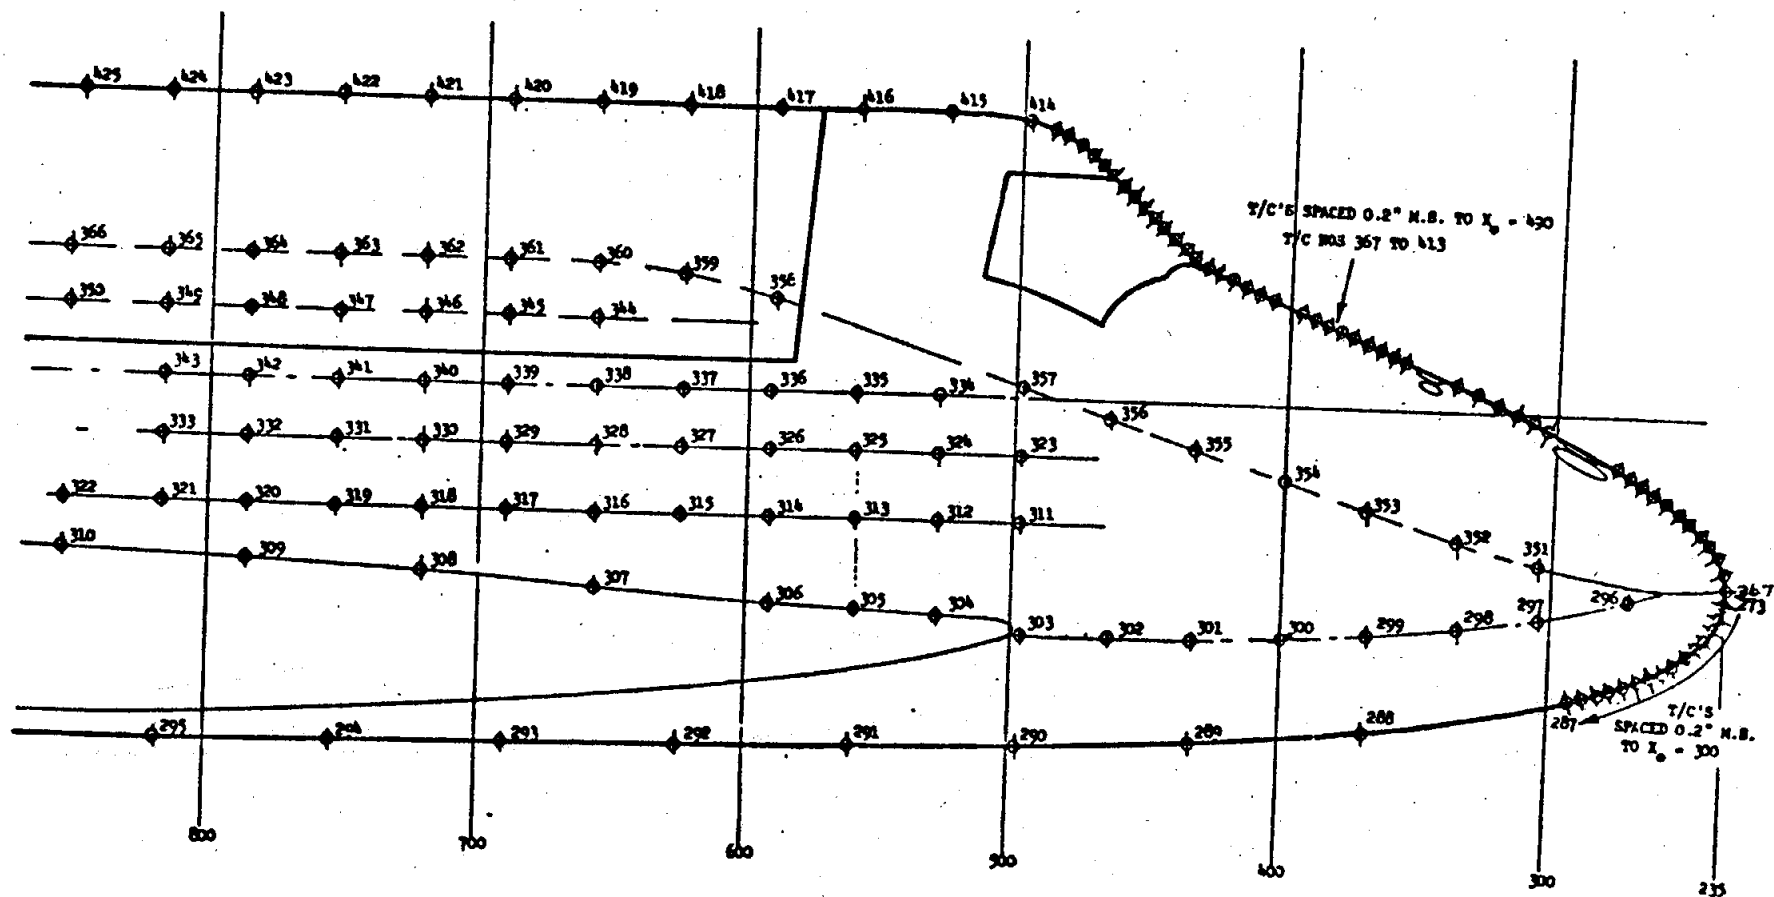 425 424 423 422 421 420 419 418 417 416 415 414
T/C'S SPACED 0.2" M.S. TO X₀ = 490
T/C NOS 367 TO 413
366 365 364 363 362 361 360 359 358
350 349 348 347 346 345 344
343 342 341 340 339 338 337 336 335 334 357
356 355 354 353 352 351
333 332 331 330 329 328 327 326 325 324 323
322 321 320 319 318 317 316 315 314 313 312 311
310 309 308 307 306 305 304
303 302 301 300 299 298 297 296
267
273
295 294 293 292 291 290 289 288 287
T/C'S
SPACED 0.2" M.S.
TO X₀ = 300
800 700 600 500 400 300 235